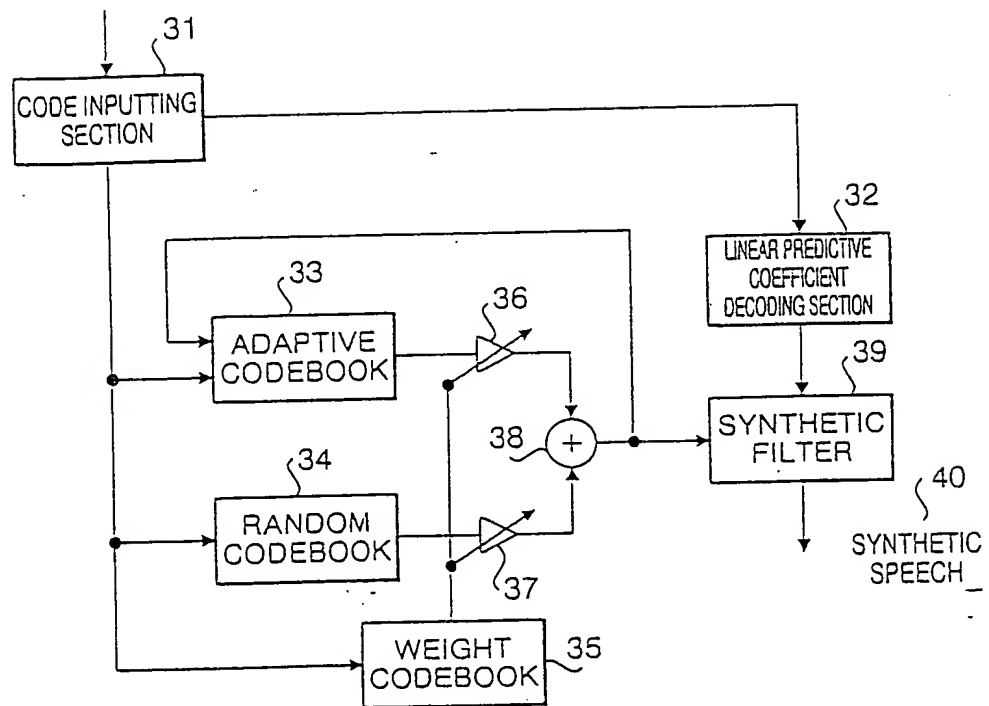 31
CODE INPUTTING
SECTION
32
LINEAR PREDICTIVE
COEFFICIENT
DECODING SECTION
33
ADAPTIVE
CODEBOOK
36
39
SYNTHETIC
FILTER
38
+
34
RANDOM
CODEBOOK
37
40
SYNTHETIC
SPEECH
WEIGHT
CODEBOOK
35